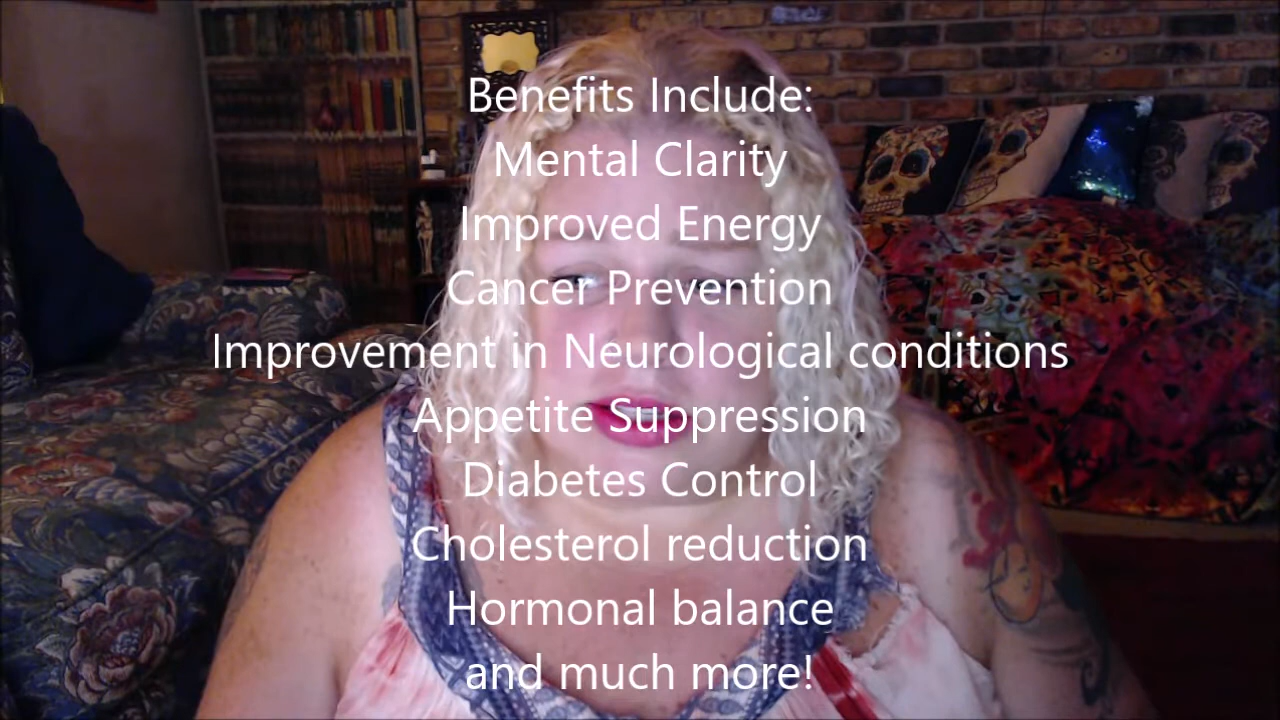 Benefits Include:
Mental Clarity
Improved Energy
Cancer Prevention
Improvement in Neurological conditions
Appetite Suppression
Diabetes Control
Cholesterol reduction
Hormonal balance
and much more!